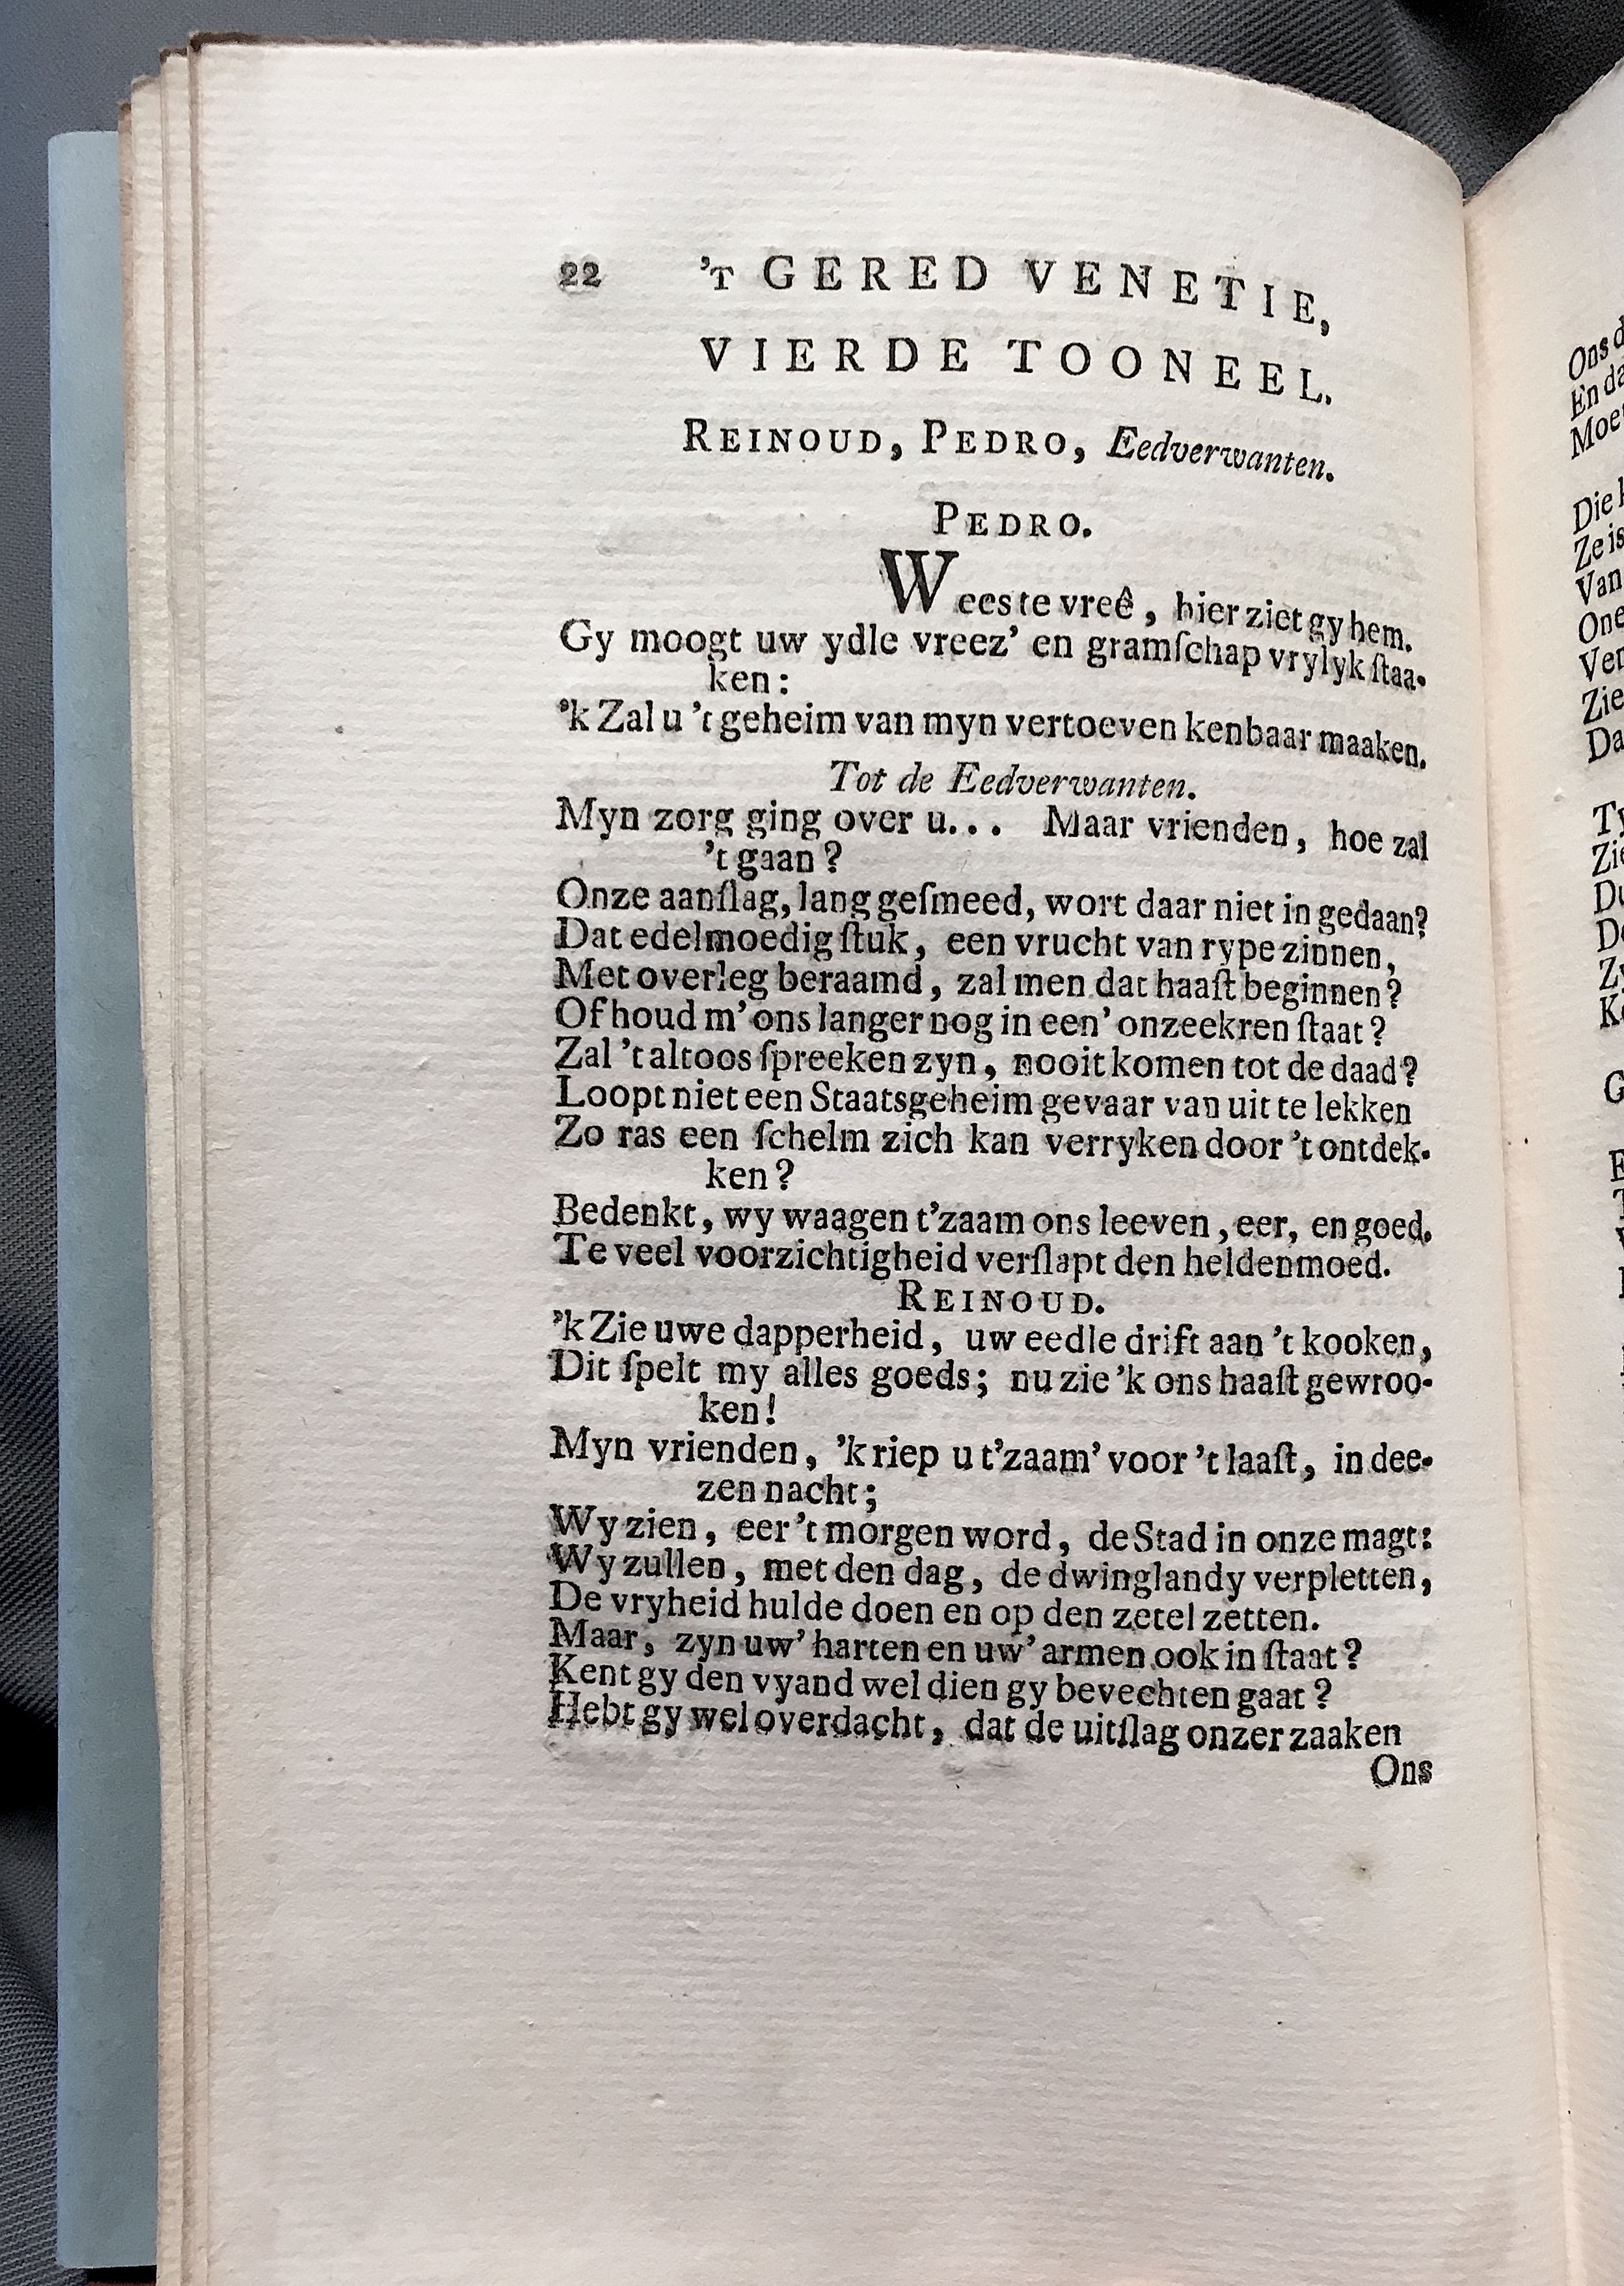 22 'T GERED VENETIE,
VIERDE TOONEEL.
REINOUD, PEDRO, Eedverwanten.
PEDRO.
Wees te vreê, hier ziet gy hem.
Gy moogt uw ydle vreez' en gramſchap vrylyk ſtaa-
ken:
'k Zal u 't geheim van myn vertoeven kenbaar maaken.
Tot de Eedverwanten.
Myn zorg ging over u... Maar vrienden, hoe zal
't gaan?
Onze aanſlag, lang geſmeed, wort daar niet in gedaan?
Dat edelmoedig ſtuk, een vrucht van rype zinnen,
Met overleg beraamd, zal men dat haaſt beginnen?
Of houd m' ons langer nog in een' onzeekren ſtaat?
Zal 't altoos ſpreeken zyn, nooit komen tot de daad?
Loopt niet een Staatsgeheim gevaar van uit te lekken
Zo ras een ſchelm zich kan verryken door 't ontdek-
ken?
Bedenkt, wy waagen t'zaam ons leeven, eer, en goed.
Te veel voorzichtigheid verſlapt den heldenmoed.
REINOUD.
'k Zie uwe dapperheid, uw eedle drift aan 't kooken,
Dit ſpelt my alles goeds; nu zie 'k ons haaſt gewroo-
ken!
Myn vrienden, 'k riep u t'zaam' voor 't laaſt, in dee-
zen nacht;
Wy zien, eer 't morgen word, de Stad in onze magt:
Wy zullen, met den dag, de dwinglandy verpletten,
De vryheid hulde doen en op den zetel zetten.
Maar, zyn uw' harten en uw' armen ook in ſtaat?
Kent gy den vyand wel dien gy bevechten gaat?
Hebt gy wel overdacht, dat de uitſlag onzer zaaken
Ons